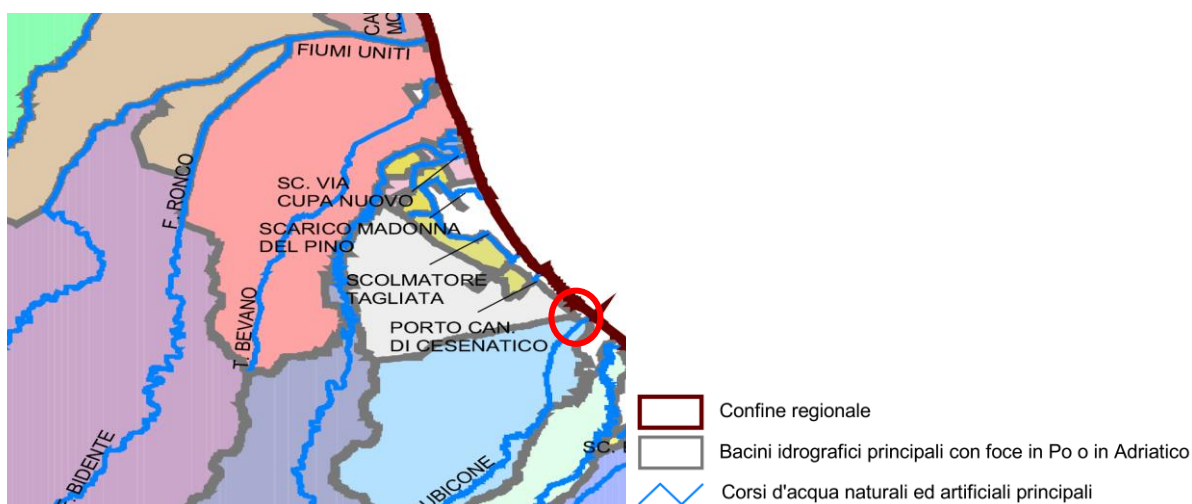 FIUMI UNITI
F. RONCO
SC. VIA
CUPA NUOVO
SCARICO MADONNA
DEL PINO
SCOLMATORE
TAGLIATA
T. BEVANO
PORTO CAN.
DI CESENATICO
BIDENTE
UBICONE
SC.
Confine regionale
Bacini idrografici principali con foce in Po o in Adriatico
Corsi d'acqua naturali ed artificiali principali